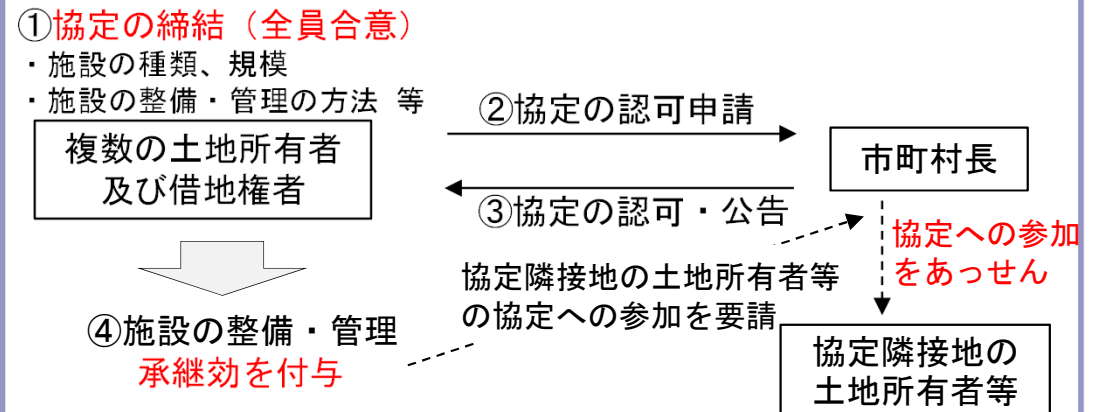 ①協定の締結（全員合意）
・施設の種類、規模
・施設の整備・管理の方法 等
複数の土地所有者
及び借地権者
②協定の認可申請
③協定の認可・公告
市町村長
協定への参加
をあっせん
協定隣接地の土地所有者等
の協定への参加を要請
④施設の整備・管理
承継効を付与
協定隣接地の
土地所有者等